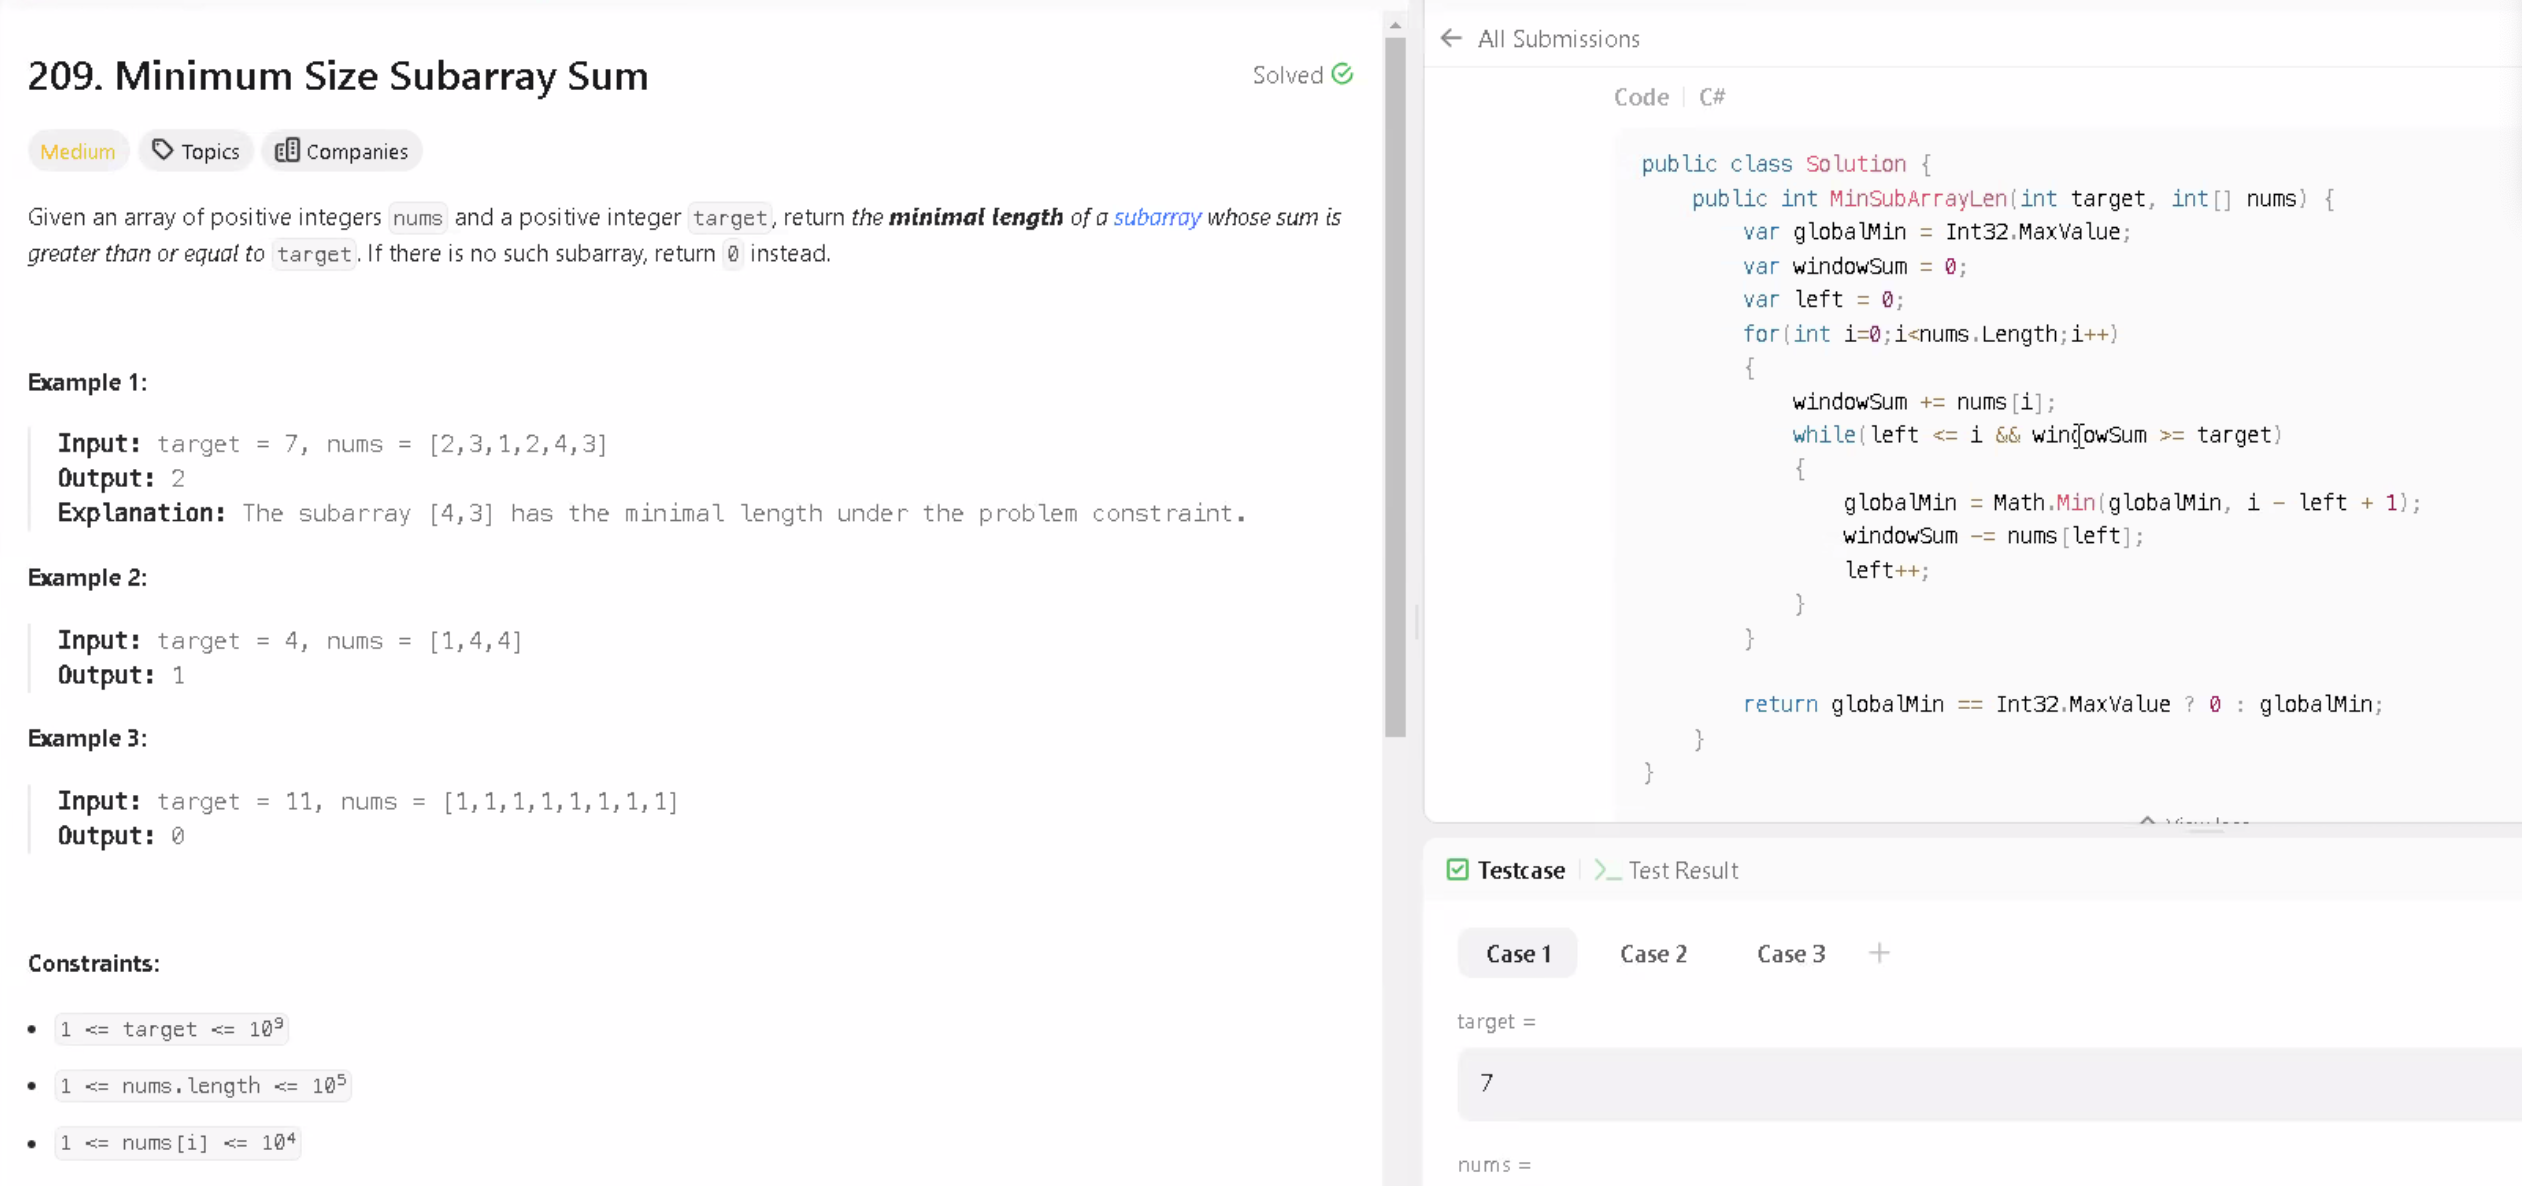 209. Minimum Size Subarray Sum
Solved
Medium
Topics
Companies
Given an array of positive integers nums and a positive integer target, return the minimal length of a subarray whose sum is
greater than or equal to target. If there is no such subarray, return 0 instead.
Example 1:
Input: target = 7, nums = [2,3,1,2,4,3]
Output: 2
Explanation: The subarray [4,3] has the minimal length under the problem constraint.
Example 2:
Input: target = 4, nums = [1,4,4]
Output: 1
Example 3:
Input: target = 11, nums = [1,1,1,1,1,1,1,1]
Output: 0
Constraints:
• 1 <= target <= 10⁹
• 1 <= nums.length <= 10⁵
• 1 <= nums[i] <= 10⁴
← All Submissions
Code | C#
public class Solution {
    public int MinSubArrayLen(int target, int[] nums) {
        var globalMin = Int32.MaxValue;
        var windowSum = 0;
        var left = 0;
        for(int i=0;i<nums.Length;i++)
        {
            windowSum += nums[i];
            while(left <= i && windowSum >= target)
            {
                globalMin = Math.Min(globalMin, i - left + 1);
                windowSum -= nums[left];
                left++;
            }
        }
        return globalMin == Int32.MaxValue ? 0 : globalMin;
    }
}
Testcase
Test Result
Case 1
Case 2
Case 3
+
target =
7
nums =